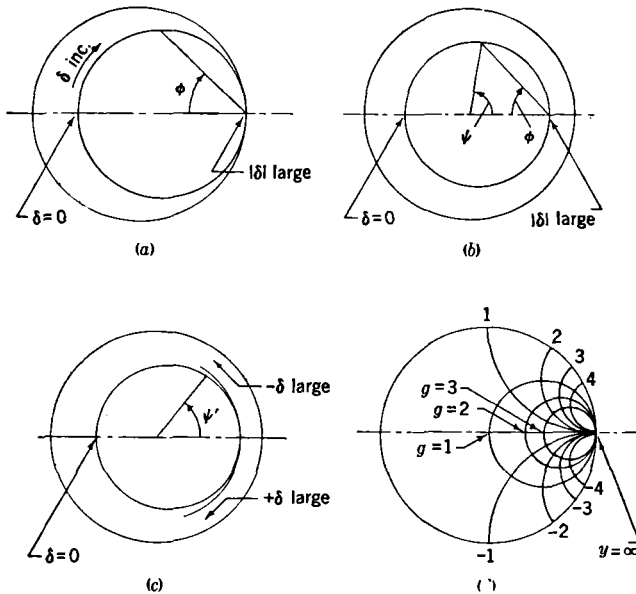 δ inc.
φ
|δ| large
δ=0
(a)
ψ
φ
δ=0
|δ| large
(b)
-δ large
ψ'
+δ large
δ=0
(c)
1
2
3
4
g=3
g=2
g=1
-4
-3
-2
-1
y=∞